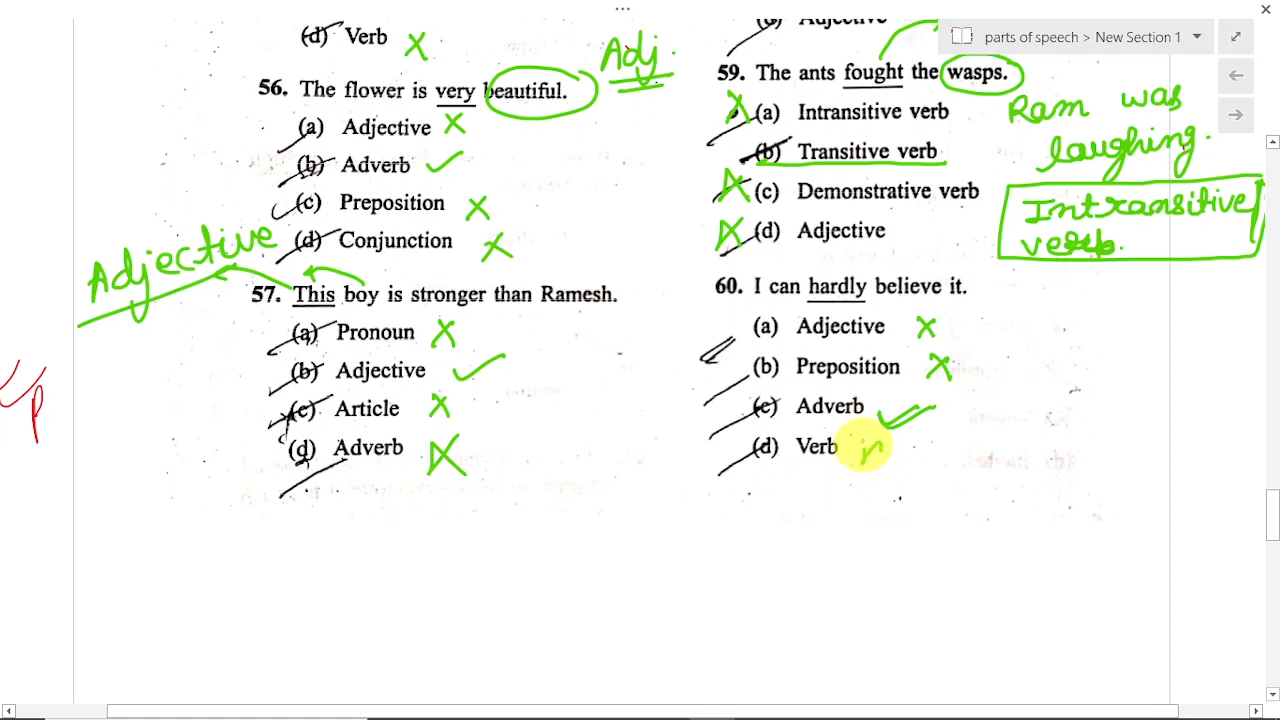 ...
parts of speech > New Section 1
(d) Verb X
Adj.
56. The flower is very beautiful.
(a) Adjective X
(b) Adverb ✓
(c) Preposition X
(d) Conjunction X
Adjective
57. This boy is stronger than Ramesh.
(a) Pronoun X
(b) Adjective ✓
(c) Article X
(d) Adverb X
Adjective
59. The ants fought the wasps.
(a) Intransitive verb
(b) Transitive verb
(c) Demonstrative verb
(d) Adjective
Ram was
laughing.
Intransitive
verb.
60. I can hardly believe it.
(a) Adjective X
(b) Preposition X
(c) Adverb ✓
(d) Verb